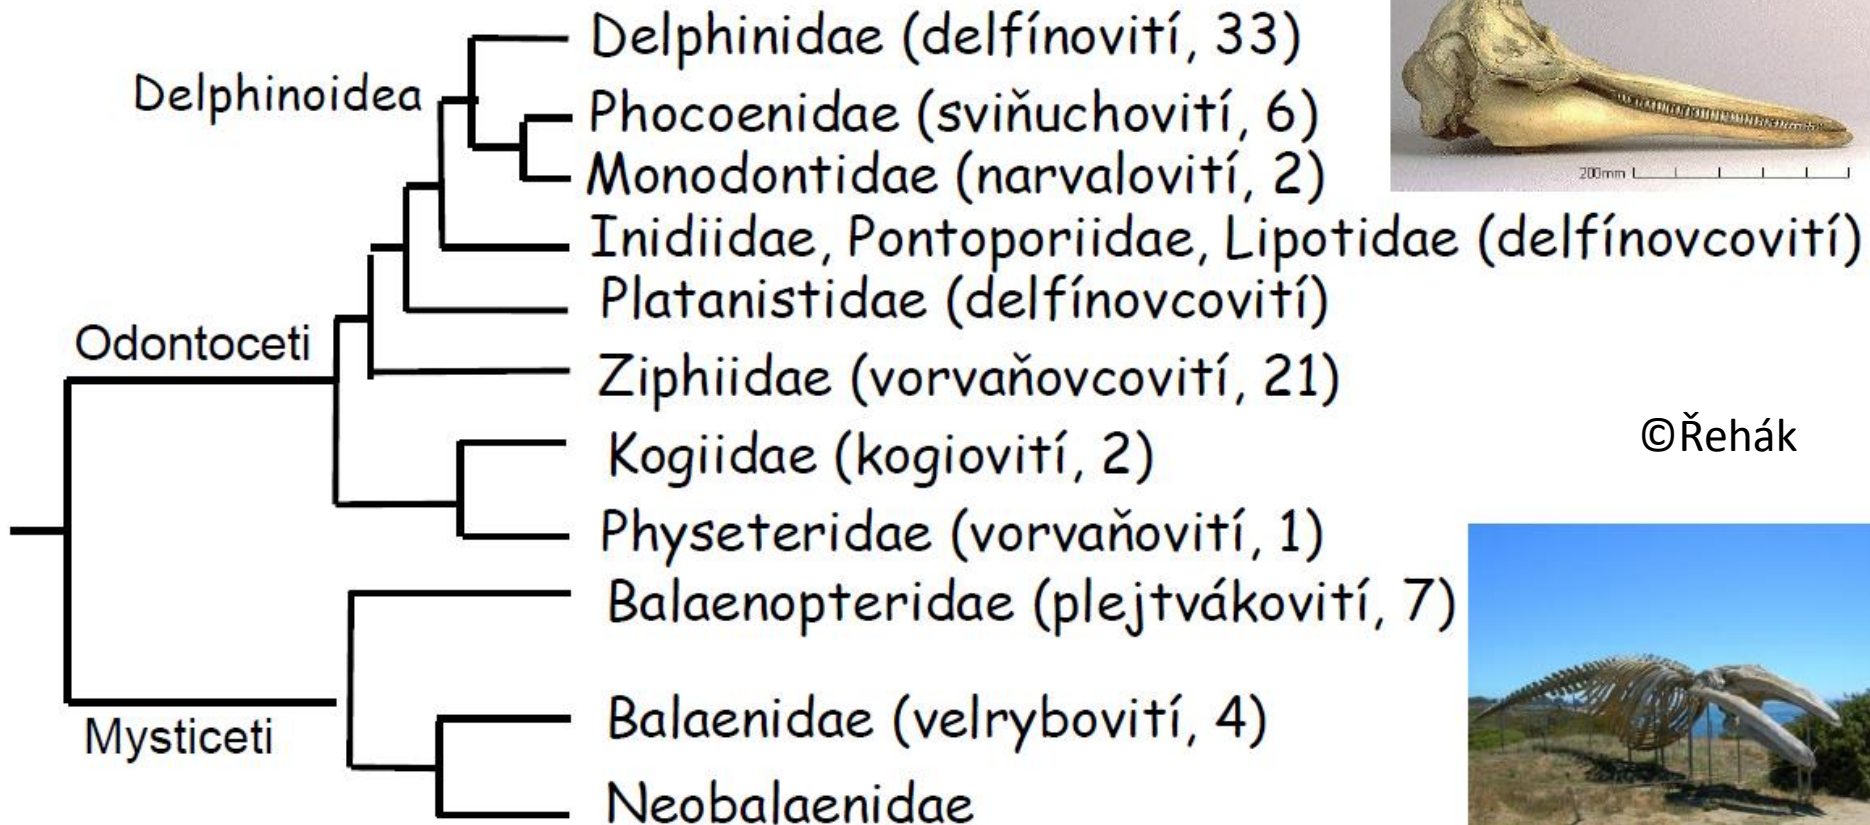 Delphinidae (delfínovití, 33)
Delphinoidea
Phocoenidae (sviňuchovití, 6)
Monodontidae (narvalovití, 2)
200mm
Inidiidae, Pontoporiidae, Lipotidae (delfínovcovití)
Platanistidae (delfínovcovití)
Odontoceti
Ziphiidae (vorvaňovcovití, 21)
©Řehák
Kogiidae (kogiovití, 2)
Physeteridae (vorvaňovití, 1)
Balaenopteridae (plejtvákovití, 7)
Balaenidae (velrybovití, 4)
Mysticeti
Neobalaenidae